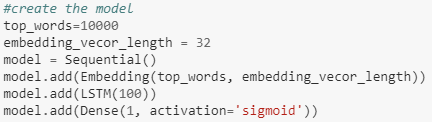 #create the model
top_words=10000
embedding_vecor_length = 32
model = Sequential()
model.add(Embedding(top_words, embedding_vecor_length))
model.add(LSTM(100))
model.add(Dense(1, activation='sigmoid'))